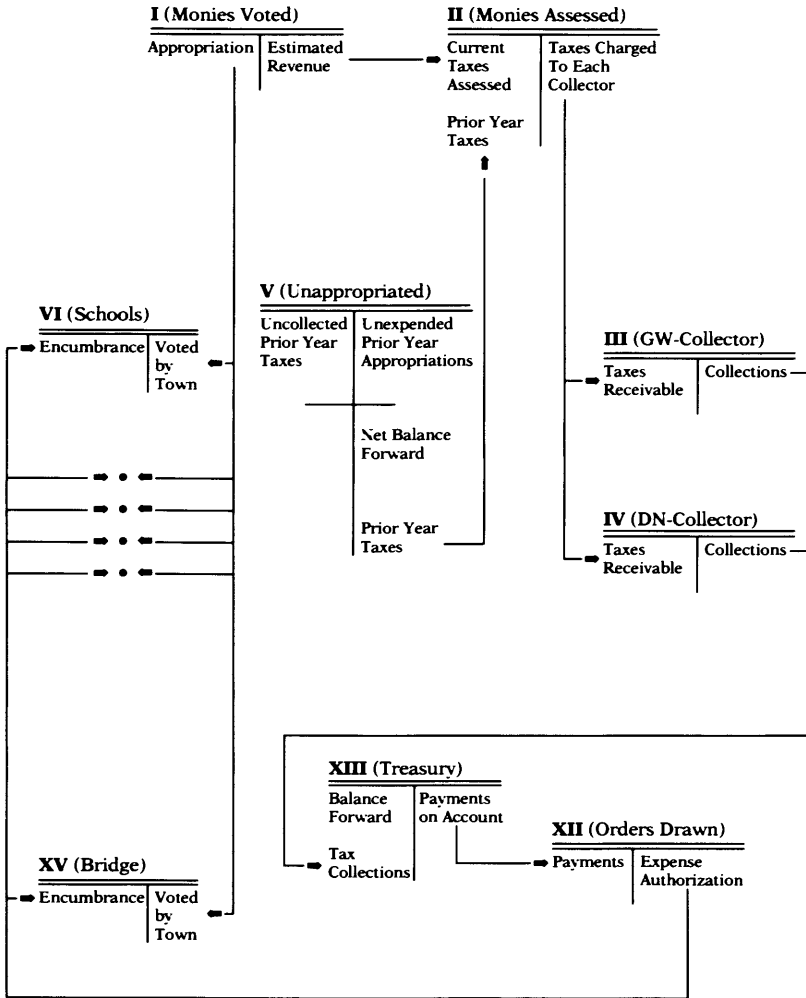 I (Monies Voted)
Appropriation
Estimated
Revenue
II (Monies Assessed)
Current
Taxes
Assessed
Prior Year
Taxes
Taxes Charged
To Each
Collector
V (Unappropriated)
Uncollected
Prior Year
Taxes
Unexpended
Prior Year
Appropriations
Net Balance
Forward
Prior Year
Taxes
VI (Schools)
Encumbrance
Voted
by
Town
III (GW-Collector)
Taxes
Receivable
Collections
IV (DN-Collector)
Taxes
Receivable
Collections
XIII (Treasury)
Balance
Forward
Tax
Collections
Payments
on Account
XII (Orders Drawn)
Payments
Expense
Authorization
XV (Bridge)
Encumbrance
Voted
by
Town